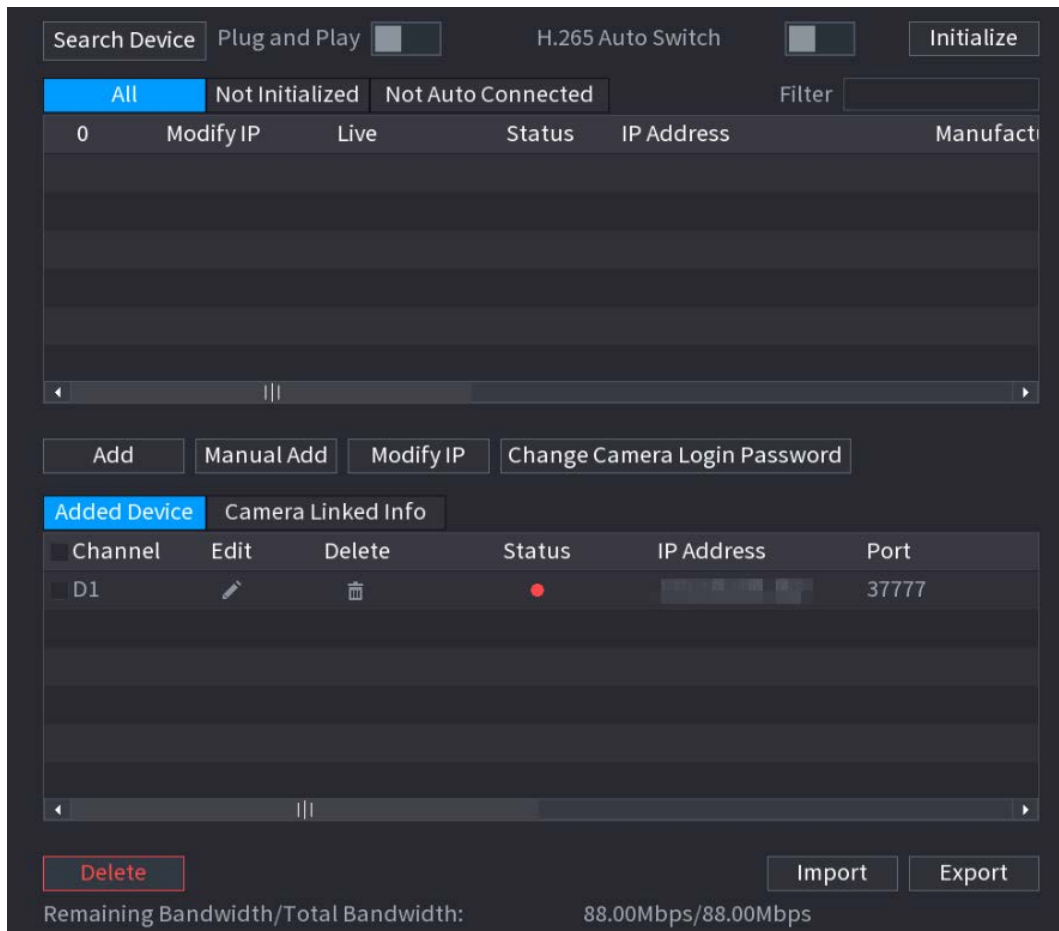 Search Device Plug and Play H.265 Auto Switch Initialize
All Not Initialized Not Auto Connected Filter
0 Modify IP Live Status IP Address Manufactu
Add Manual Add Modify IP Change Camera Login Password
Added Device Camera Linked Info
Channel Edit Delete Status IP Address Port
D1 37777
Delete Import Export
Remaining Bandwidth/Total Bandwidth: 88.00Mbps/88.00Mbps